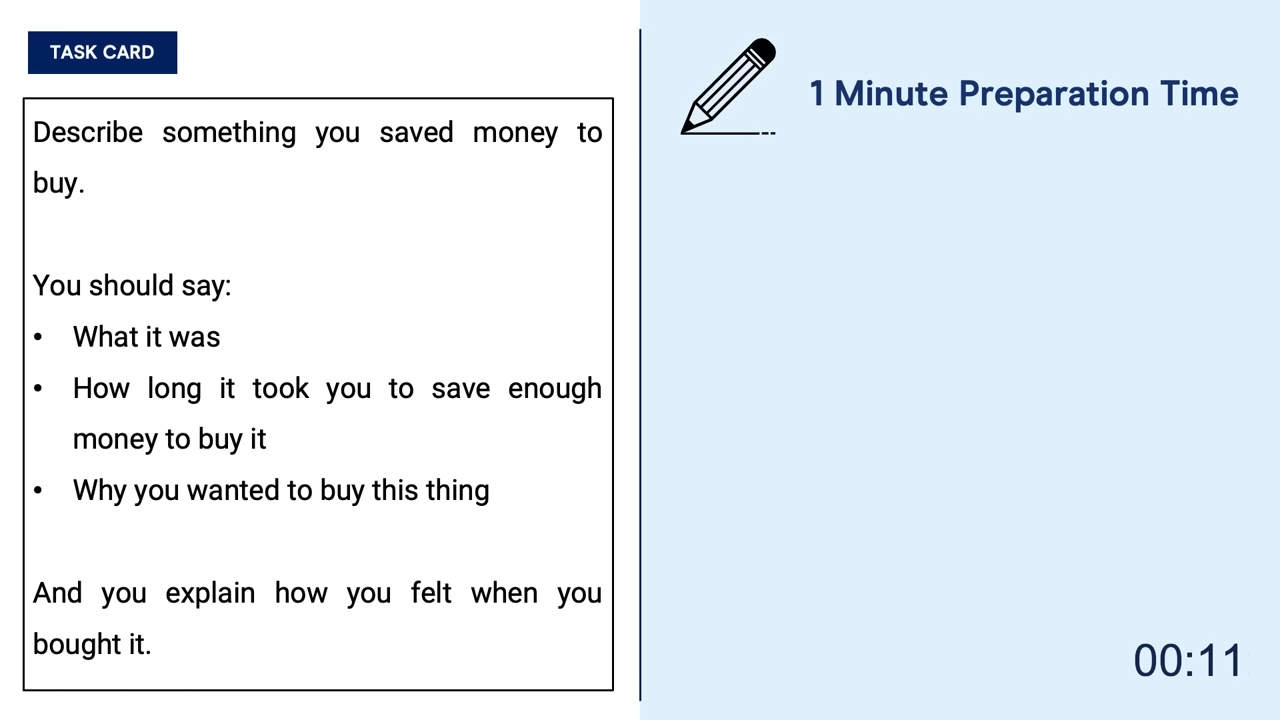 TASK CARD
Describe something you saved money to
buy.
You should say:
• What it was
• How long it took you to save enough
money to buy it
• Why you wanted to buy this thing
And you explain how you felt when you
bought it.
1 Minute Preparation Time
00:11